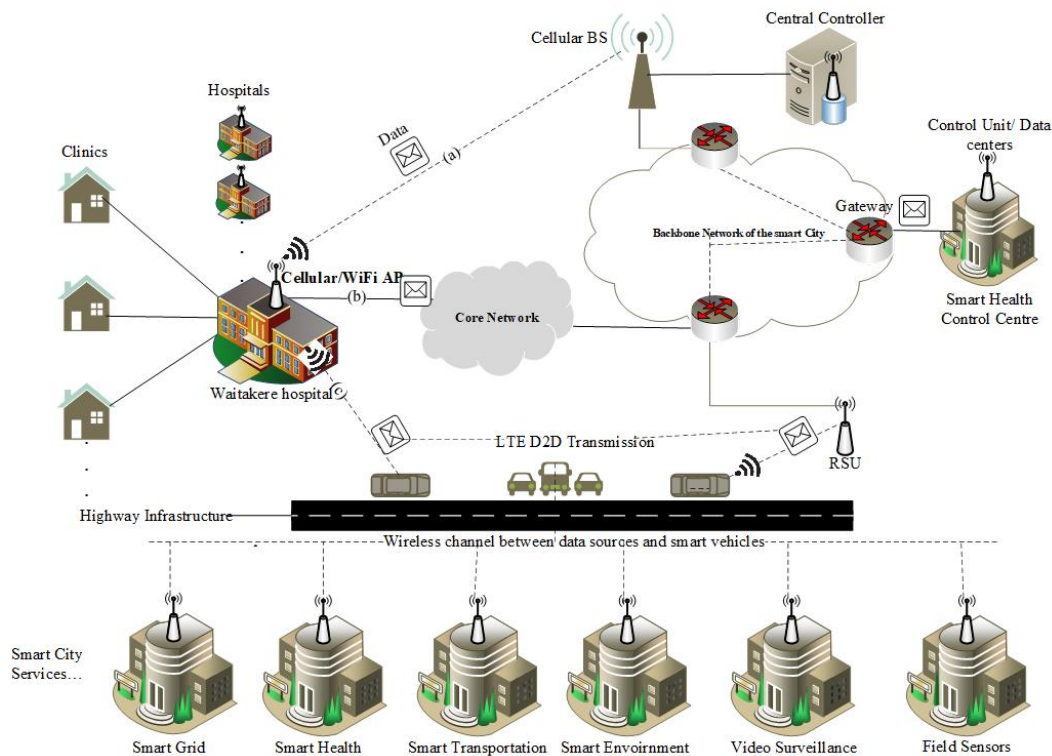 Central Controller
Cellular BS
Hospitals
Data
(a)
Control Unit/ Data
centers
Clinics
Gateway
Backbone Network of the smart City
Cellular/WiFi AP
(b)
Core Network
Smart Health
Control Centre
Waitakere hospital
(c)
LTE D2D Transmission
RSU
Highway Infrastructure
Wireless channel between data sources and smart vehicles
Smart City
Services...
Smart Grid
Smart Health
Smart Transportation
Smart Envoirnment
Video Surveillance
Field Sensors